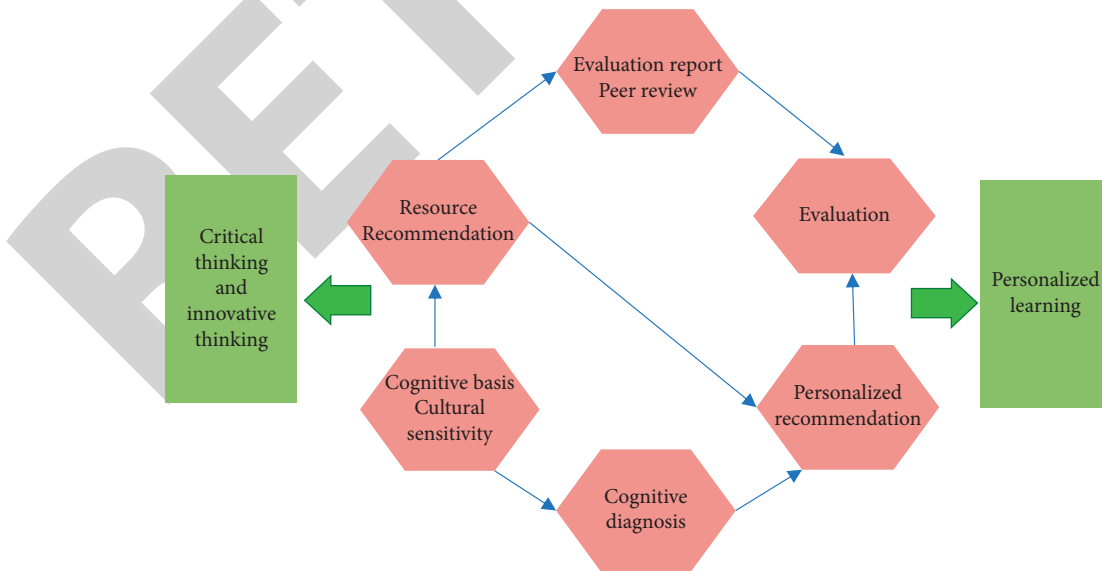 Evaluation report
Peer review
Resource
Recommendation
Evaluation
Critical
thinking
and
innovative
thinking
Personalized
learning
Cognitive basis
Cultural
sensitivity
Personalized
recommendation
Cognitive
diagnosis